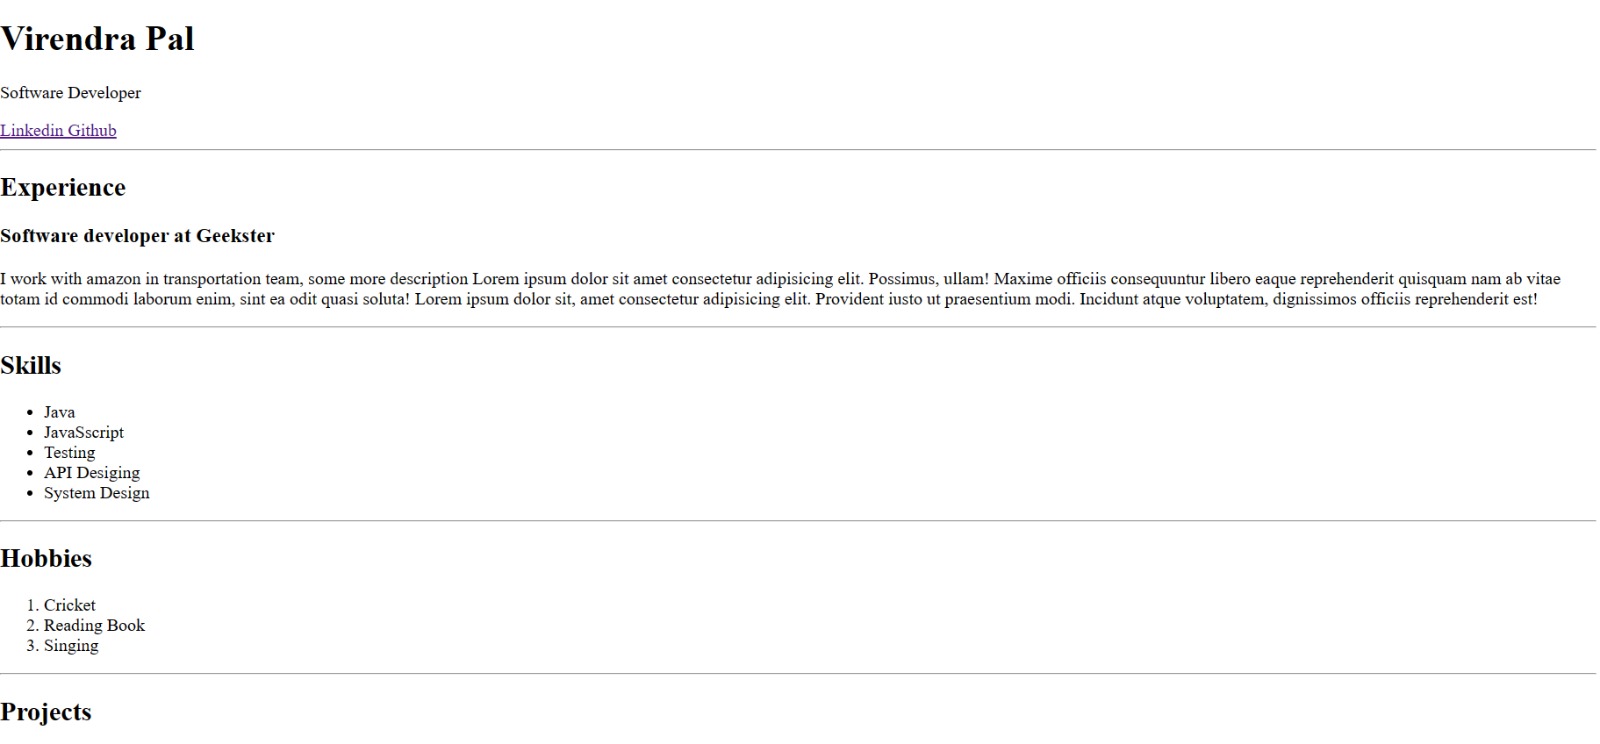 Virendra Pal
Software Developer
Linkedin Github
Experience
Software developer at Geekster
I work with amazon in transportation team, some more description Lorem ipsum dolor sit amet consectetur adipisicing elit. Possimus, ullam! Maxime officiis consequuntur libero eaque reprehenderit quisquam nam ab vitae
totam id commodi laborum enim, sint ea odit quasi soluta! Lorem ipsum dolor sit, amet consectetur adipisicing elit. Provident iusto ut praesentium modi. Incidunt atque voluptatem, dignissimos officiis reprehenderit est!
Skills
• Java
• JavaSscript
• Testing
• API Desiging
• System Design
Hobbies
1. Cricket
2. Reading Book
3. Singing
Projects